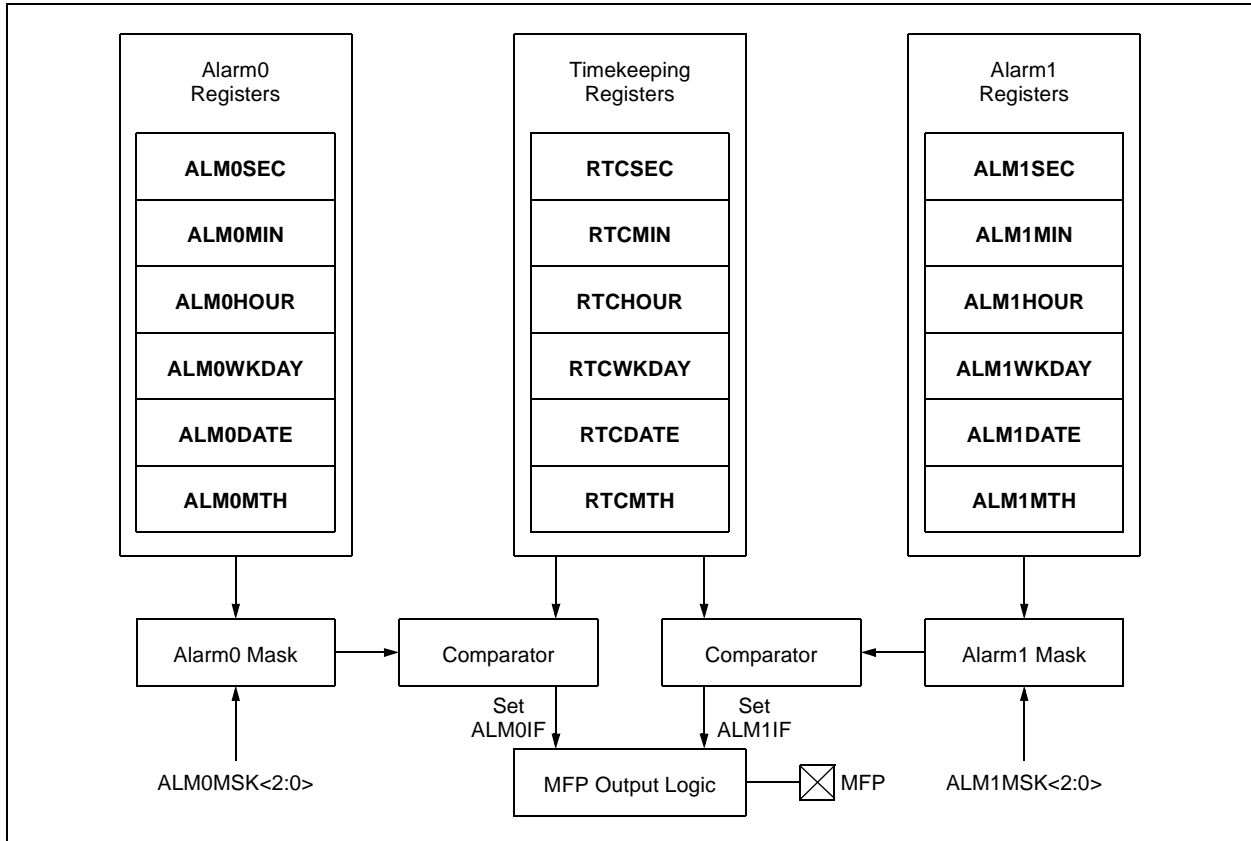 Alarm0
Registers
ALM0SEC
ALM0MIN
ALM0HOUR
ALM0WKDAY
ALM0DATE
ALM0MTH
Timekeeping
Registers
RTCSEC
RTCMIN
RTCHOUR
RTCWKDAY
RTCDATE
RTCMTH
Alarm1
Registers
ALM1SEC
ALM1MIN
ALM1HOUR
ALM1WKDAY
ALM1DATE
ALM1MTH
Alarm0 Mask
Comparator
Comparator
Alarm1 Mask
Set
ALM0IF
Set
ALM1IF
ALM0MSK<2:0>
MFP Output Logic
MFP
ALM1MSK<2:0>